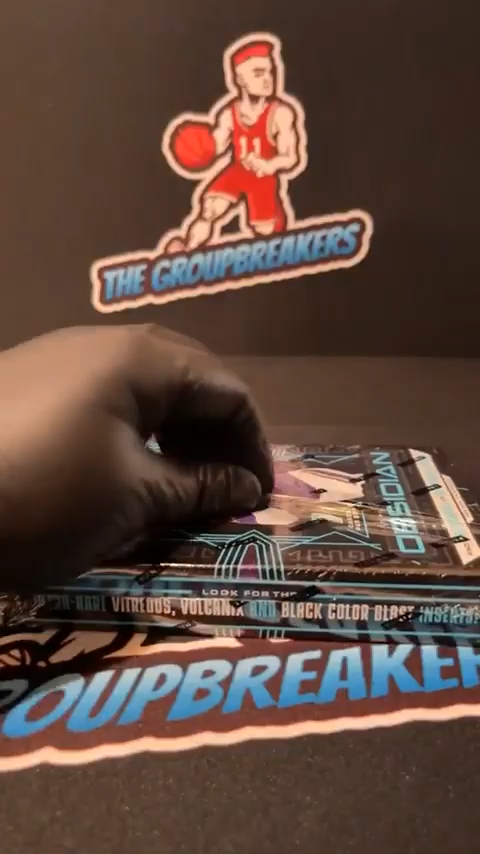 11
THE GROUPBREAKERS
OBSIDIAN
LOOK FOR THE
VITREOUS, VOLCANIX AND BLACK COLOR BLAST INSERTS!
OUPBREAKER